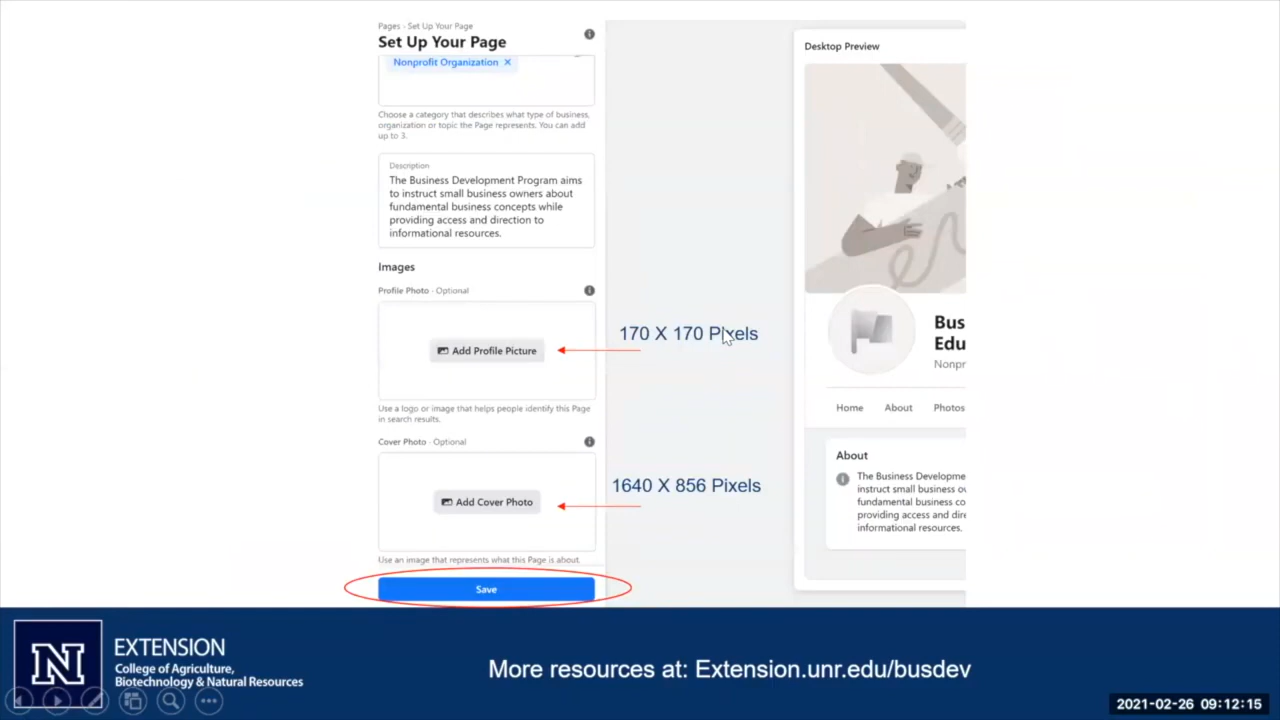 Pages › Set Up Your Page
Set Up Your Page
Nonprofit Organization ×
Choose a category that describes what type of business,
organization or topic the Page represents. You can add
up to 3.
Description
The Business Development Program aims
to instruct small business owners about
fundamental business concepts while
providing access and direction to
informational resources.
Images
Profile Photo · Optional
Add Profile Picture
Use a logo or image that helps people identify this Page
in search results.
Cover Photo · Optional
Add Cover Photo
Use an image that represents what this Page is about.
Save
170 X 170 Pixels
1640 X 856 Pixels
Desktop Preview
Bus
Edu
Nonpr
Home About Photos
About
The Business Developme
instruct small business ow
fundamental business co
providing access and dire
informational resources.
N
EXTENSION
College of Agriculture,
Biotechnology & Natural Resources
More resources at: Extension.unr.edu/busdev
2021-02-26 09:12:15